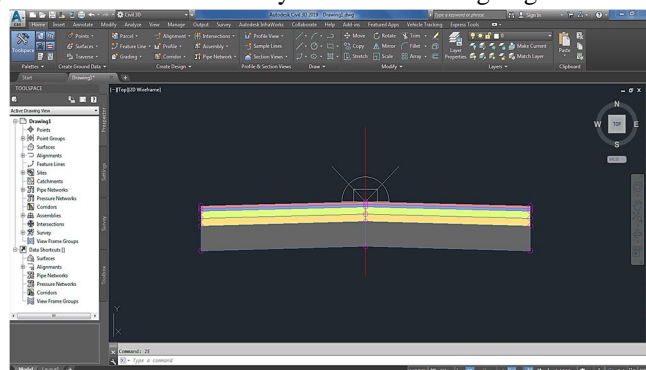 Civil 3D
Autodesk Civil 3D 2019 Drawing1.dwg
Type a keyword or phrase
Sign In
Home Insert Annotate Modify Analyze View Manage Output Survey Autodesk InfraWorks Collaborate Help Add-ins Featured Apps Vehicle Tracking Express Tools
Toolspace
Points
Surfaces
Traverse
Parcel
Feature Line
Grading
Alignment
Profile
Corridor
Intersections
Assembly
Pipe Network
Profile View
Sample Lines
Section Views
Move
Rotate
Trim
Copy
Mirror
Fillet
Stretch
Scale
Array
Layer
Properties
Make Current
Match Layer
Paste
Palettes
Create Ground Data
Create Design
Profile & Section Views
Draw
Modify
Layers
Clipboard
Start
Drawing1*
TOOLSPACE
[-][Top][2D Wireframe]
Active Drawing View
Drawing1
Points
Point Groups
Surfaces
Alignments
Feature Lines
Sites
Catchments
Pipe Networks
Pressure Networks
Corridors
Assemblies
Intersections
Survey
View Frame Groups
Data Shortcuts []
Surfaces
Alignments
Pipe Networks
Pressure Networks
Corridors
View Frame Groups
Prospector
Settings
Survey
Toolbox
N
W
TOP
E
S
Y
X
Command: ZE
Type a command
Model
Layout1